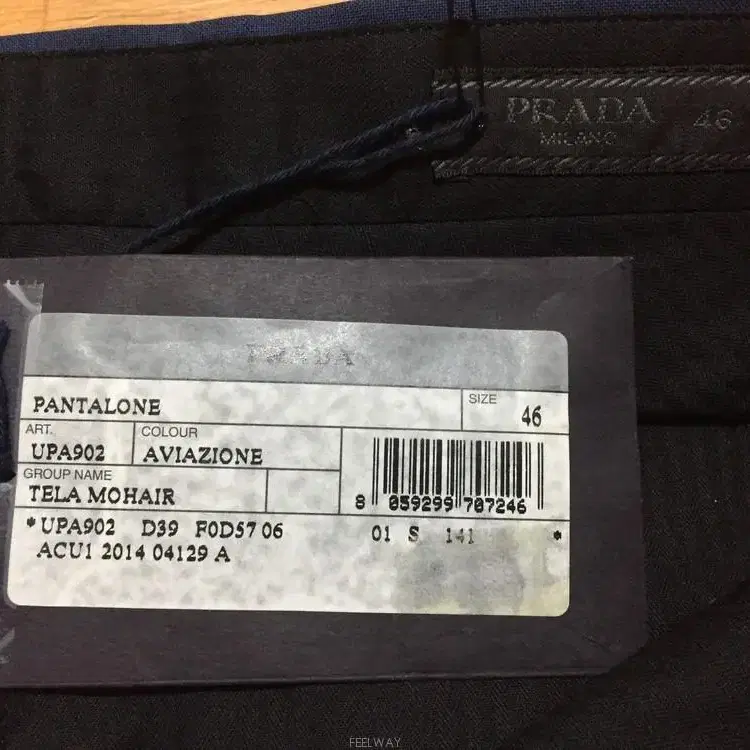 PRADA
MILANO
46
PRADA
PANTALONE
SIZE
46
ART.
UPA902
COLOUR
AVIAZIONE
GROUP NAME
TELA MOHAIR
8 059299 707246
*UPA902 D39 F0D57 06 01 S 141 *
ACU1 2014 04129 A
FEELWAY